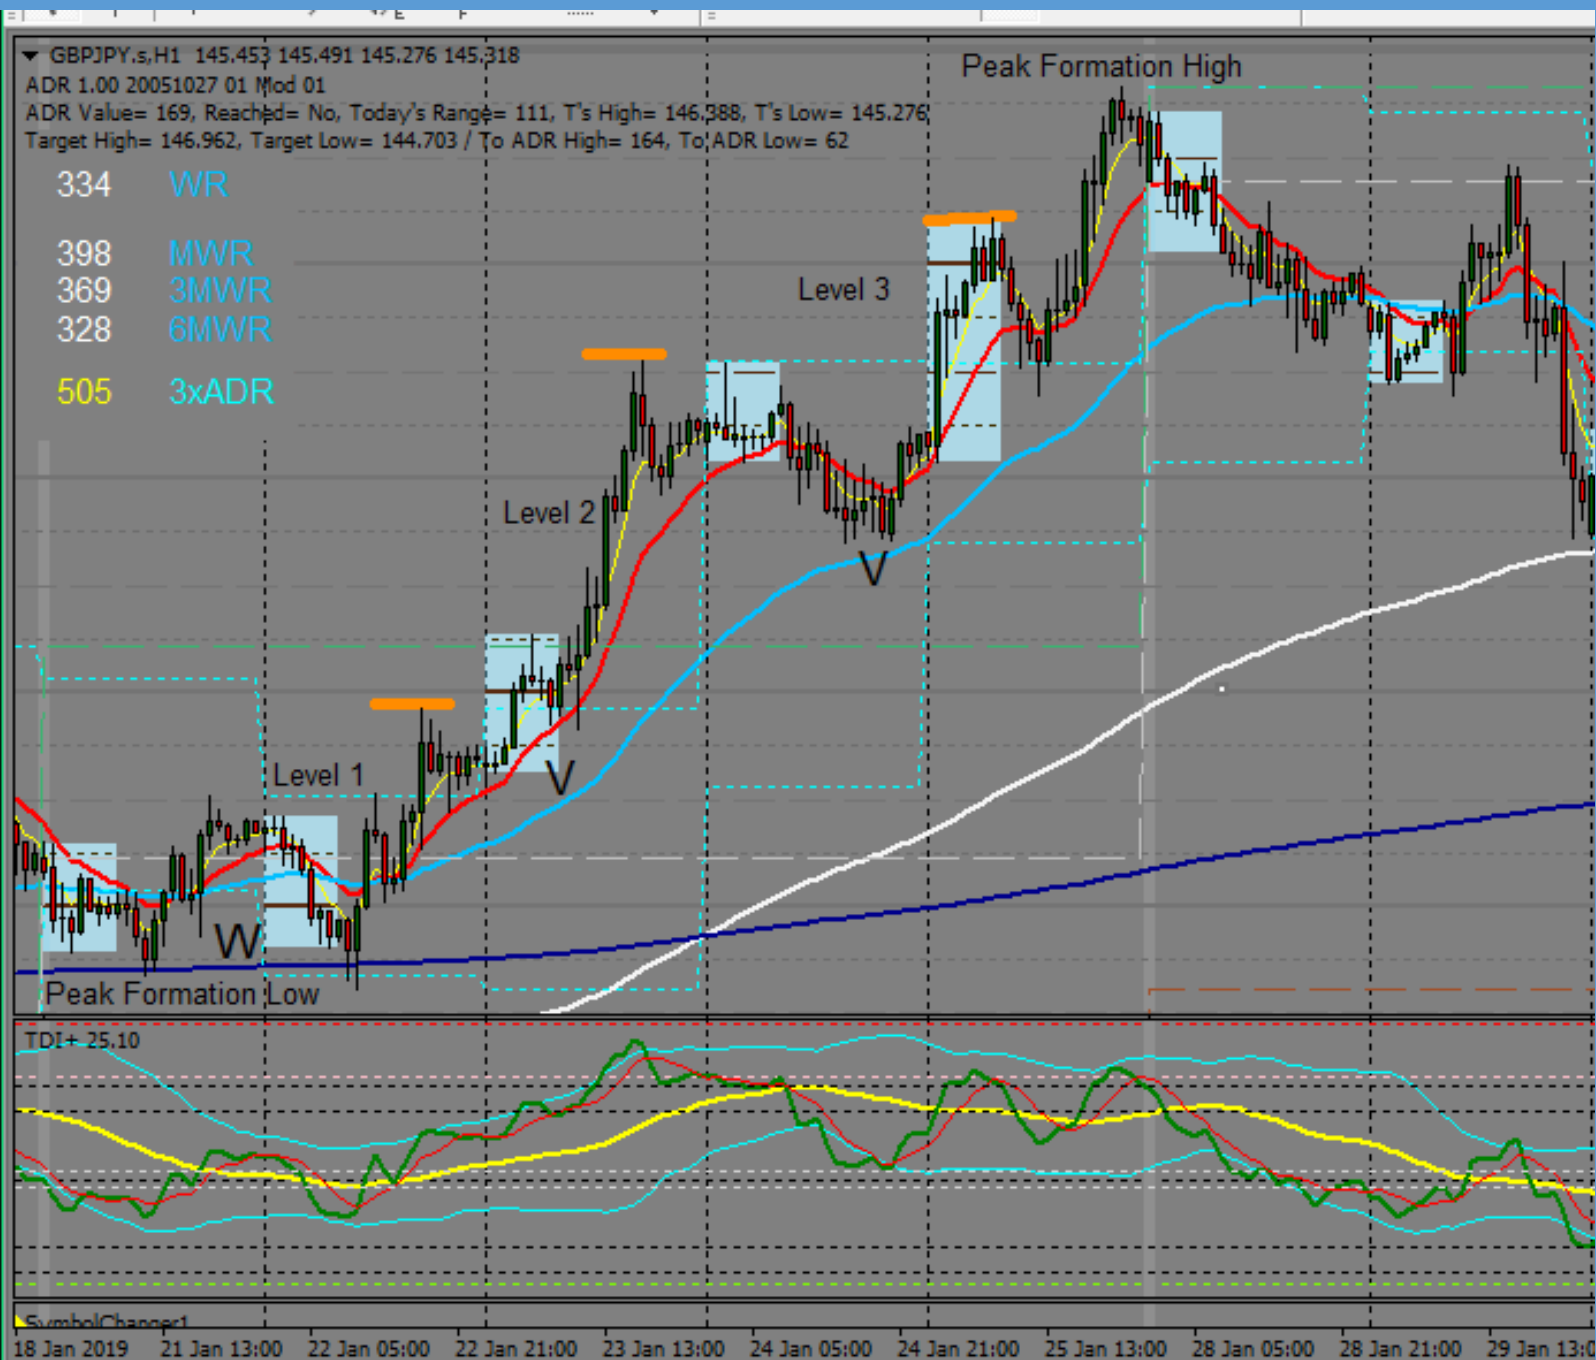 GBPJPY.s,H1 145.453 145.491 145.276 145.318
ADR 1.00 20051027 01 Mod 01
ADR Value= 169, Reached= No, Today's Range= 111, T's High= 146.388, T's Low= 145.276
Target High= 146.962, Target Low= 144.703 / To ADR High= 164, To ADR Low= 62
Peak Formation High
334 WR
398 MWR
369 3MWR
328 6MWR
505 3xADR
Level 3
Level 2
V
Level 1
V
W
Peak Formation Low
TDI+ 25.10
SymbolChanger1
18 Jan 2019 21 Jan 13:00 22 Jan 05:00 22 Jan 21:00 23 Jan 13:00 24 Jan 05:00 24 Jan 21:00 25 Jan 13:00 28 Jan 05:00 28 Jan 21:00 29 Jan